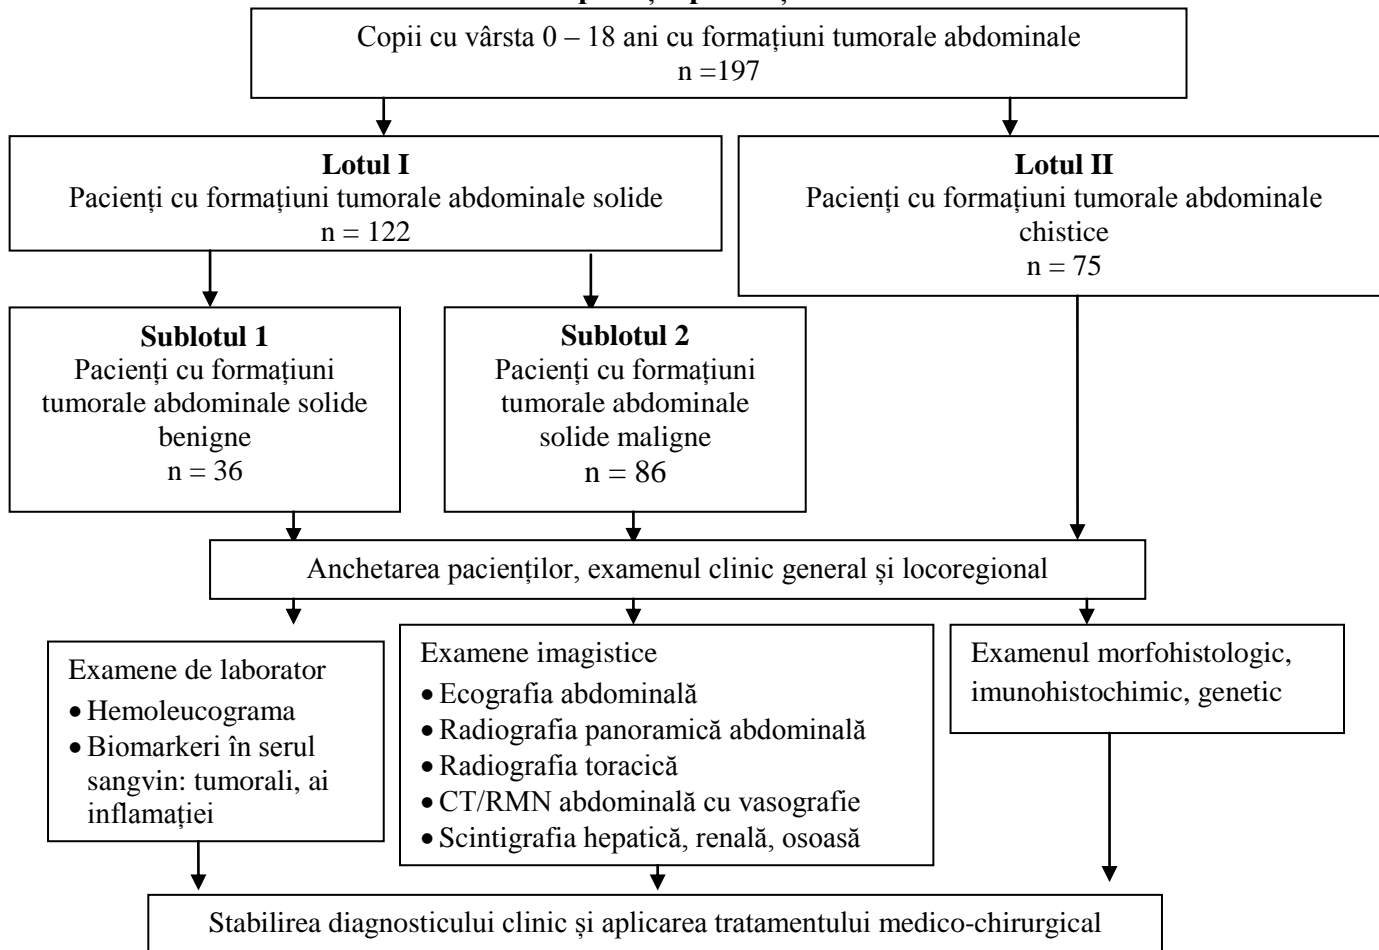 Copii cu vârsta 0 – 18 ani cu formațiuni tumorale abdominale
n =197
Lotul I
Pacienți cu formațiuni tumorale abdominale solide
n = 122
Lotul II
Pacienți cu formațiuni tumorale abdominale
chistice
n = 75
Sublotul 1
Pacienți cu formațiuni
tumorale abdominale solide
benigne
n = 36
Sublotul 2
Pacienți cu formațiuni
tumorale abdominale
solide maligne
n = 86
Anchetarea pacienților, examenul clinic general și locoregional
Examene de laborator
• Hemoleucograma
• Biomarkeri în serul
sangvin: tumorali, ai
inflamației
Examene imagistice
• Ecografia abdominală
• Radiografia panoramică abdominală
• Radiografia toracică
• CT/RMN abdominală cu vasografie
• Scintigrafia hepatică, renală, osoasă
Examenul morfohistologic,
imunohistochimic, genetic
Stabilirea diagnosticului clinic și aplicarea tratamentului medico-chirurgical